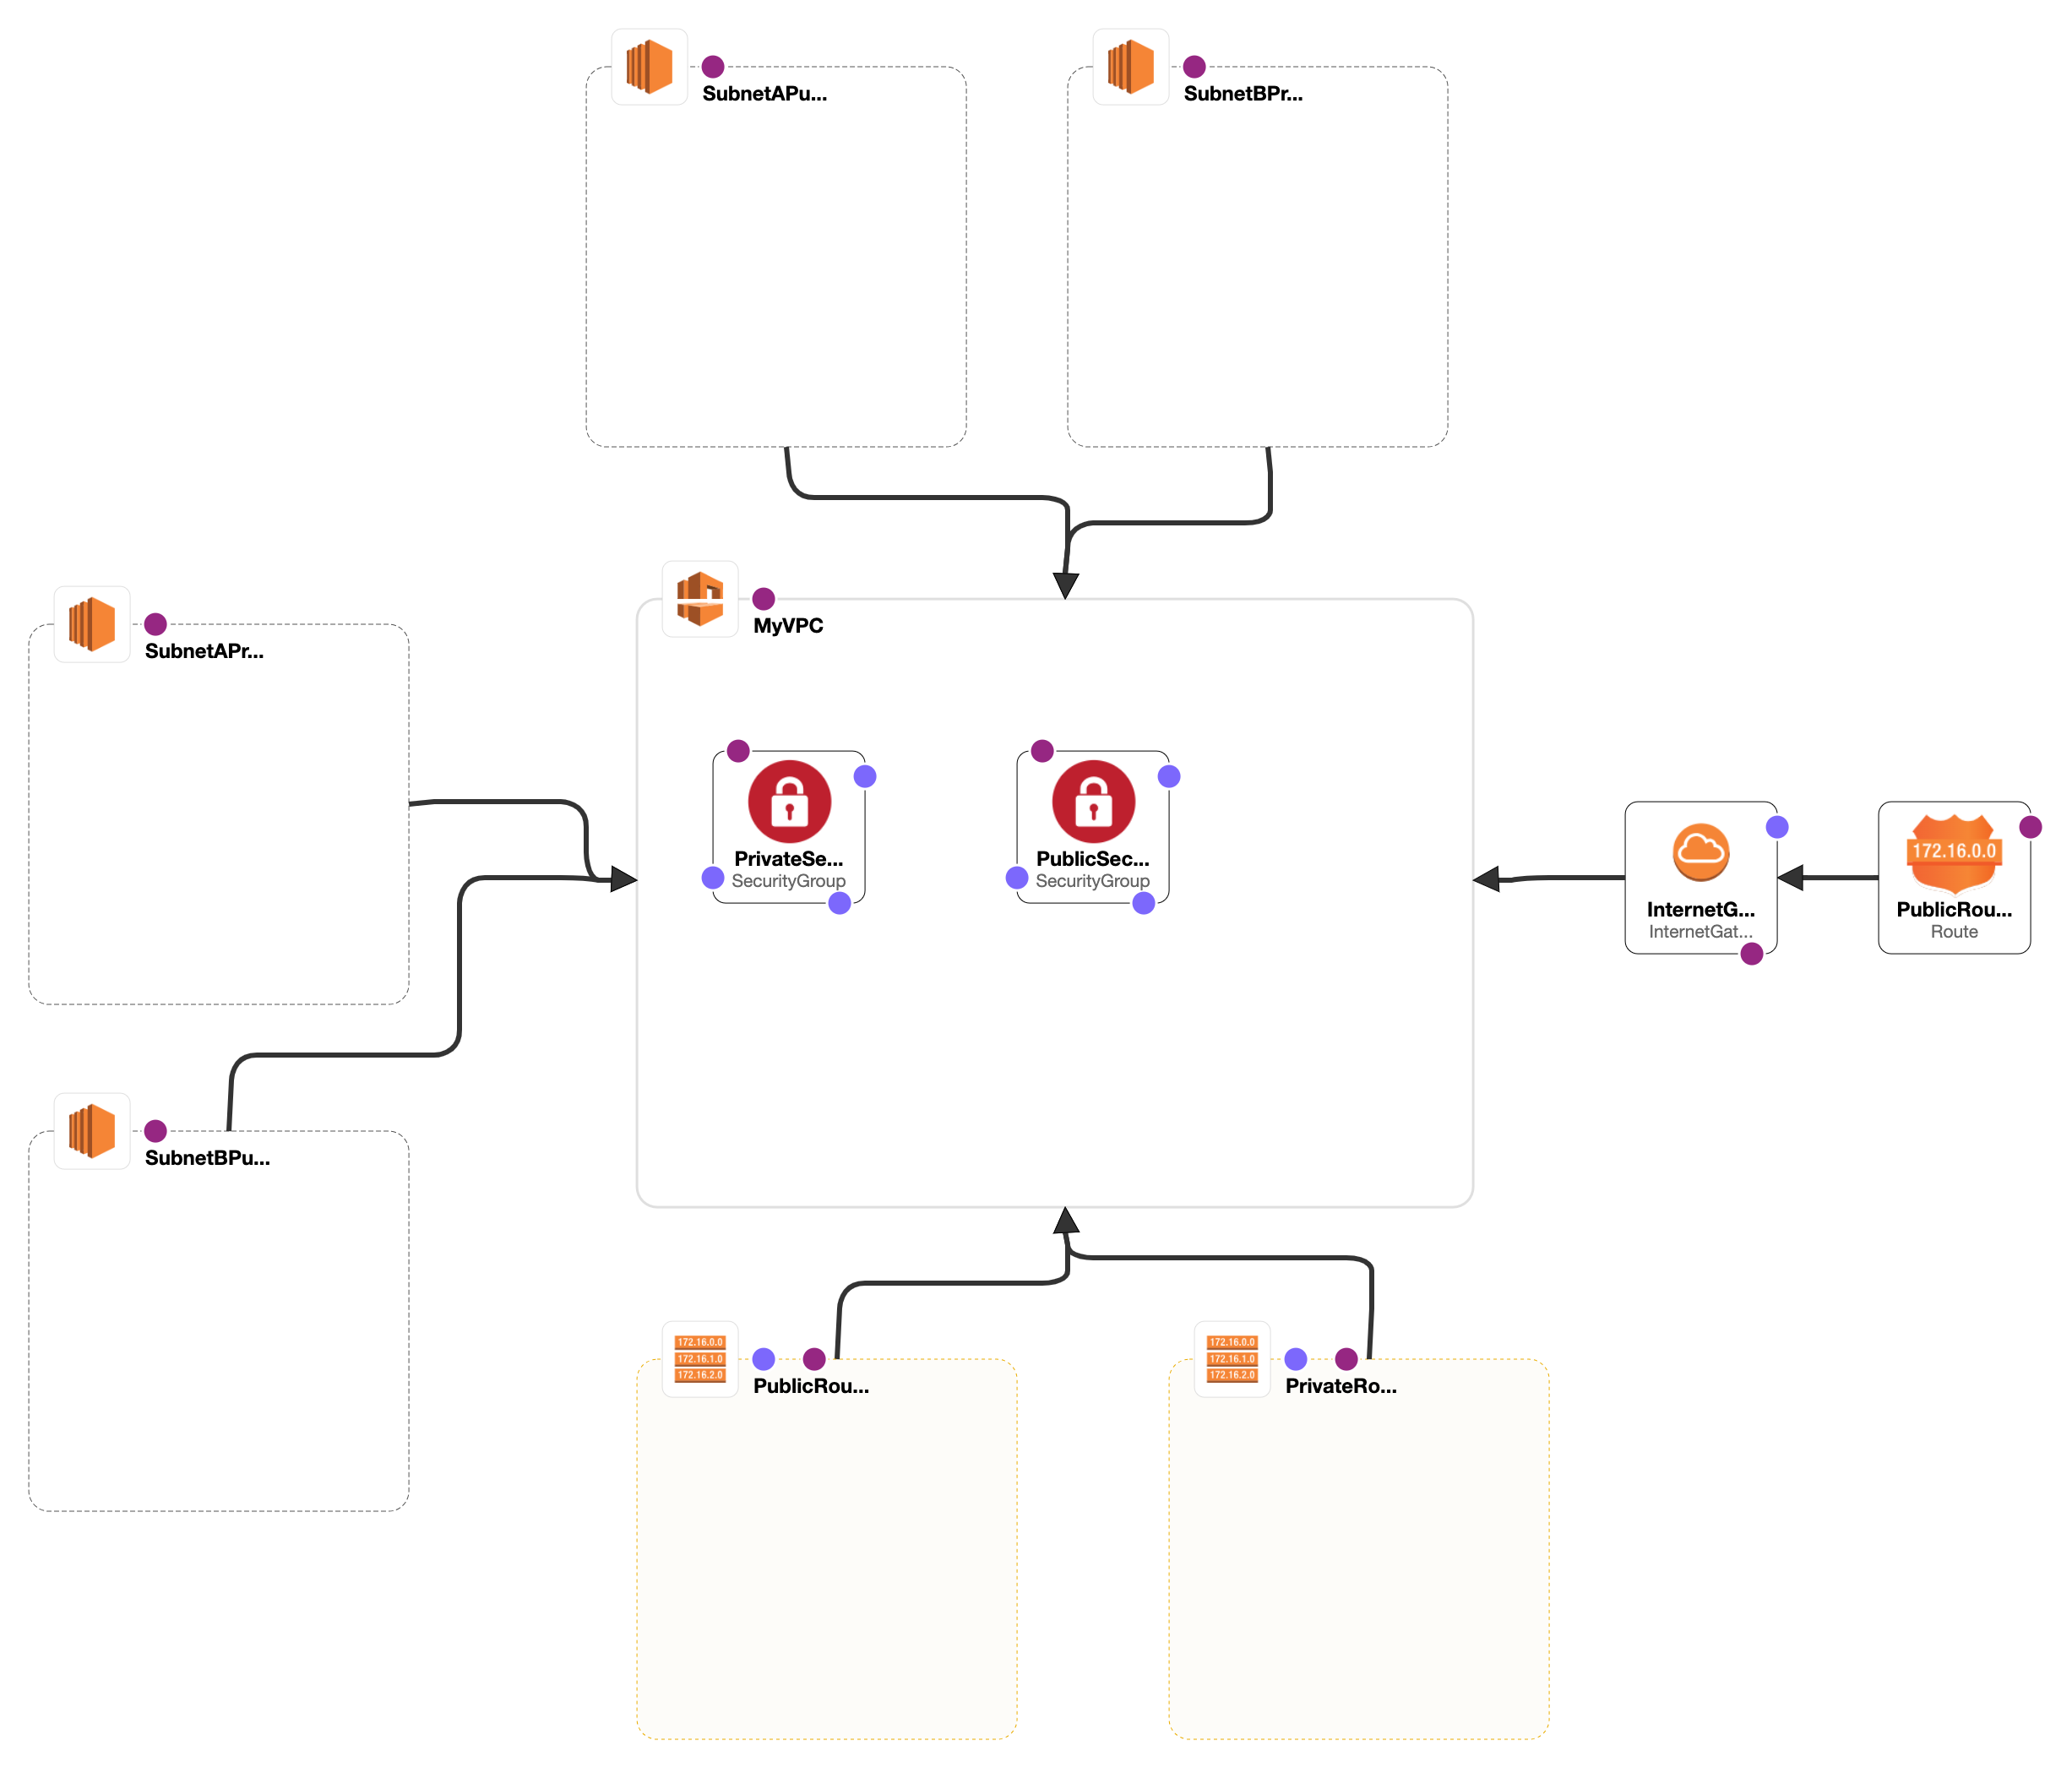 SubnetAPu...
SubnetBPr...
MyVPC
SubnetAPr...
PrivateSe...
SecurityGroup
PublicSec...
SecurityGroup
InternetG...
InternetGat...
172.16.0.0
PublicRou...
Route
SubnetBPu...
172.16.0.0
172.16.1.0
172.16.2.0
PublicRou...
172.16.0.0
172.16.1.0
172.16.2.0
PrivateRo...